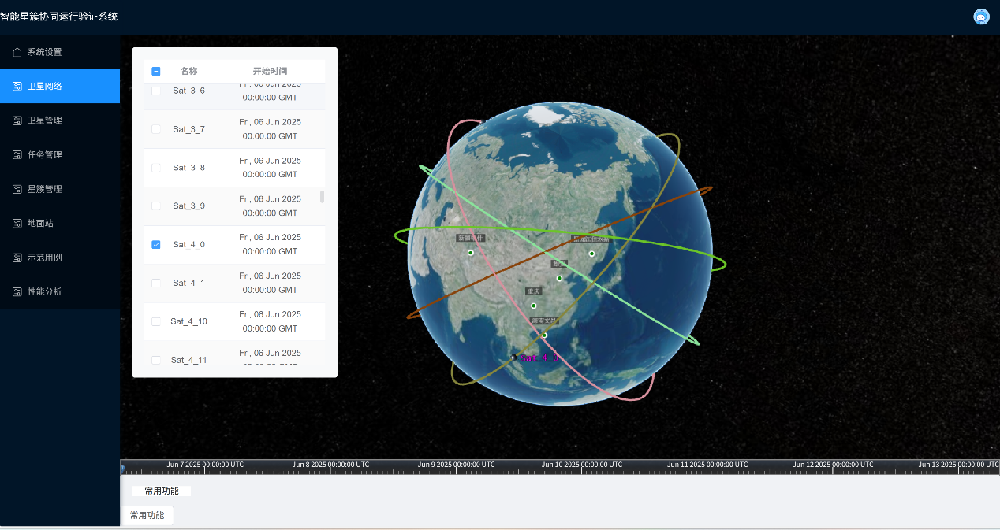 智能星簇协同运行验证系统
系统设置
卫星网络
卫星管理
任务管理
星簇管理
地面站
示范用例
性能分析
名称 开始时间
Fri, 06 Jun 2025
Sat_3_6
00:00:00 GMT
Fri, 06 Jun 2025
Sat_3_7
00:00:00 GMT
Fri, 06 Jun 2025
Sat_3_8
00:00:00 GMT
Fri, 06 Jun 2025
Sat_3_9
00:00:00 GMT
Fri, 06 Jun 2025
Sat_4_0
00:00:00 GMT
Fri, 06 Jun 2025
Sat_4_1
00:00:00 GMT
Fri, 06 Jun 2025
Sat_4_10
00:00:00 GMT
Fri, 06 Jun 2025
Sat_4_11
00:00:00 GMT
重庆
Sat_4_0
Jun 7 2025 00:00:00 UTC
Jun 8 2025 00:00:00 UTC
Jun 9 2025 00:00:00 UTC
Jun 10 2025 00:00:00 UTC
Jun 11 2025 00:00:00 UTC
Jun 12 2025 00:00:00 UTC
Jun 13 2025 00:00:00 UTC
常用功能
常用功能